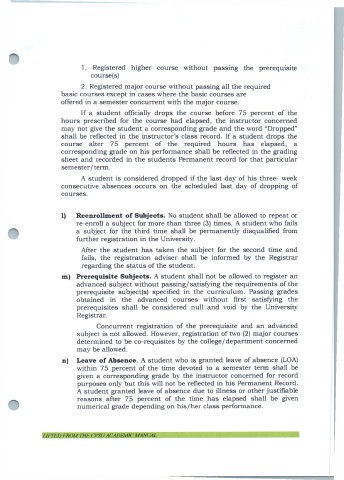 1. Registered higher course without passing the prerequisite
course(s)
2. Registered major course without passing all the required
basic courses except in cases where the basic courses are
offered in a semester concurrent with the major course.
If a student officially drops the course before 75 percent of the
hours prescribed for the course had elapsed, the instructor concerned
may not give the student a corresponding grade and the word "Dropped"
shall be reflected in the instructor's class record. If a student drops the
course alter 75 percent of the required hours has elapsed, a
corresponding grade on his performance shall be reflected in the grading
sheet and recorded in the students Permanent record for that particular
semester/term.
A student is considered dropped if the last day of his three- week
consecutive absences occurs on the scheduled last day of dropping of
courses.
l) Reenrollment of Subjects. No student shall be allowed to repeat or
re-enroll a subject for more than three (3) times. A student who fails
a subject for the third time shall be permanently disqualified from
further registration in the University.
After the student has taken the subject for the second time and
fails, the registration adviser shall be informed by the Registrar
regarding the status of the student.
m) Prerequisite Subjects. A student shall not be allowed to register an
advanced subject without passing/satisfying the requirements of the
prerequisite subject(s) specified in the curriculum. Passing grades
obtained in the advanced courses without first satisfying the
prerequisites shall be considered null and void by the University
Registrar.
Concurrent registration of the prerequisite and an advanced
subject is not allowed. However, registration of two (2) major courses
determined to be co-requisites by the college/department concerned
may be allowed.
n) Leave of Absence. A student who is granted leave of absence (LOA)
within 75 percent of the time devoted to a semester term shall be
given a corresponding grade by the instructor concerned for record
purposes only but this will not be reflected in his Permanent Record.
A student granted leave of absence due to illness or other justifiable
reasons after 75 percent of the time has elapsed shall be given
numerical grade depending on his/her class performance.
LIFTED FROM THE CVSU ACADEMIC MANUAL